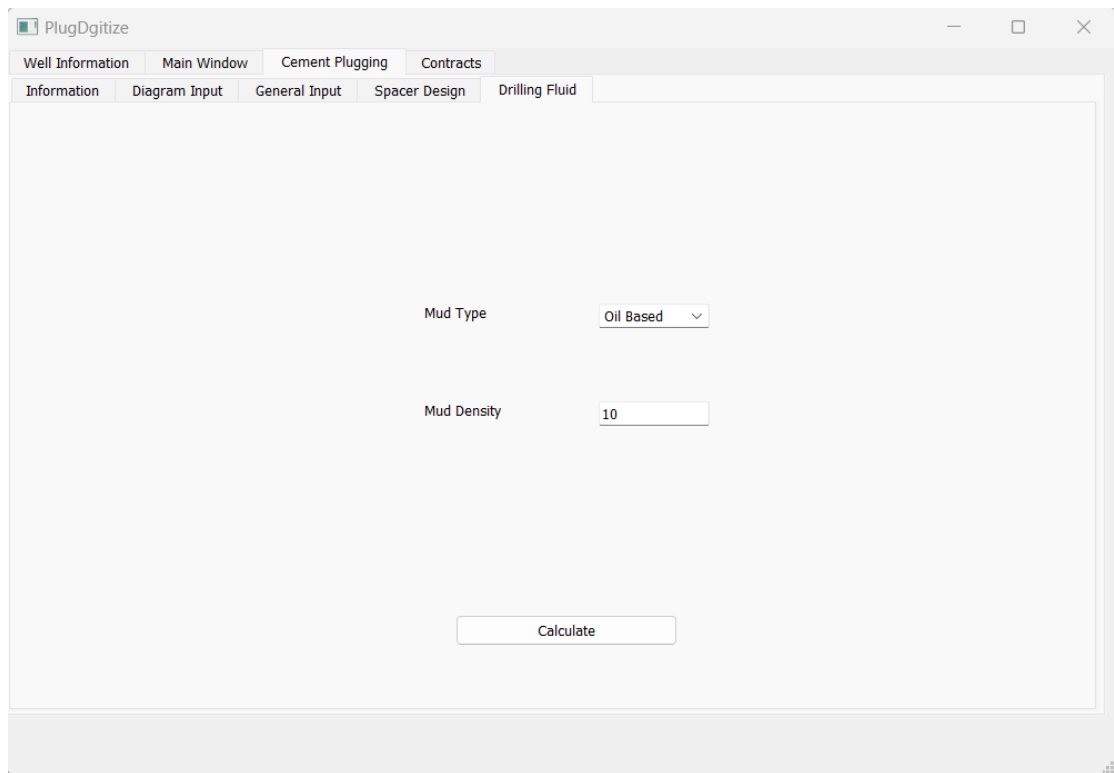 PlugDgitize
Well Information Main Window Cement Plugging Contracts
Information Diagram Input General Input Spacer Design Drilling Fluid
Mud Type Oil Based
Mud Density 10
Calculate